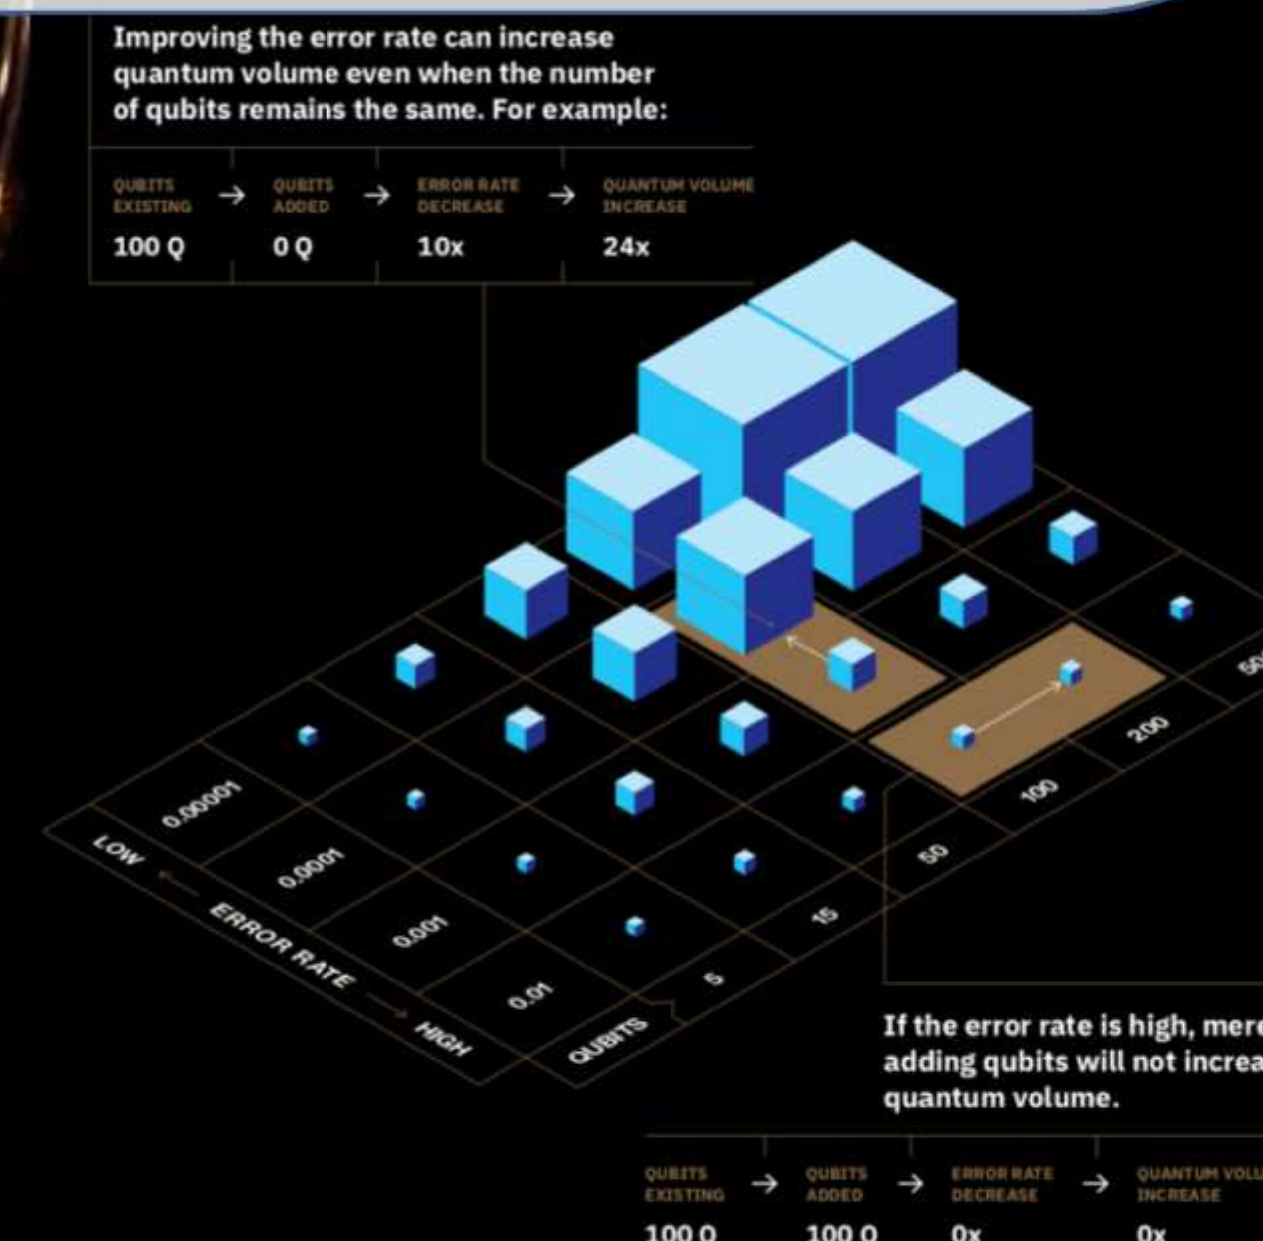 Improving the error rate can increase
quantum volume even when the number
of qubits remains the same. For example:
QUBITS EXISTING → QUBITS ADDED → ERROR RATE DECREASE → QUANTUM VOLUME INCREASE
100 Q 0 Q 10x 24x
0.00001
0.0001
0.001
0.01
LOW ← ERROR RATE → HIGH
QUBITS
5
15
50
100
200
50
If the error rate is high, mere
adding qubits will not increa
quantum volume.
QUBITS EXISTING → QUBITS ADDED → ERROR RATE DECREASE → QUANTUM VOLU INCREASE
100 Q 100 Q 0x 0x